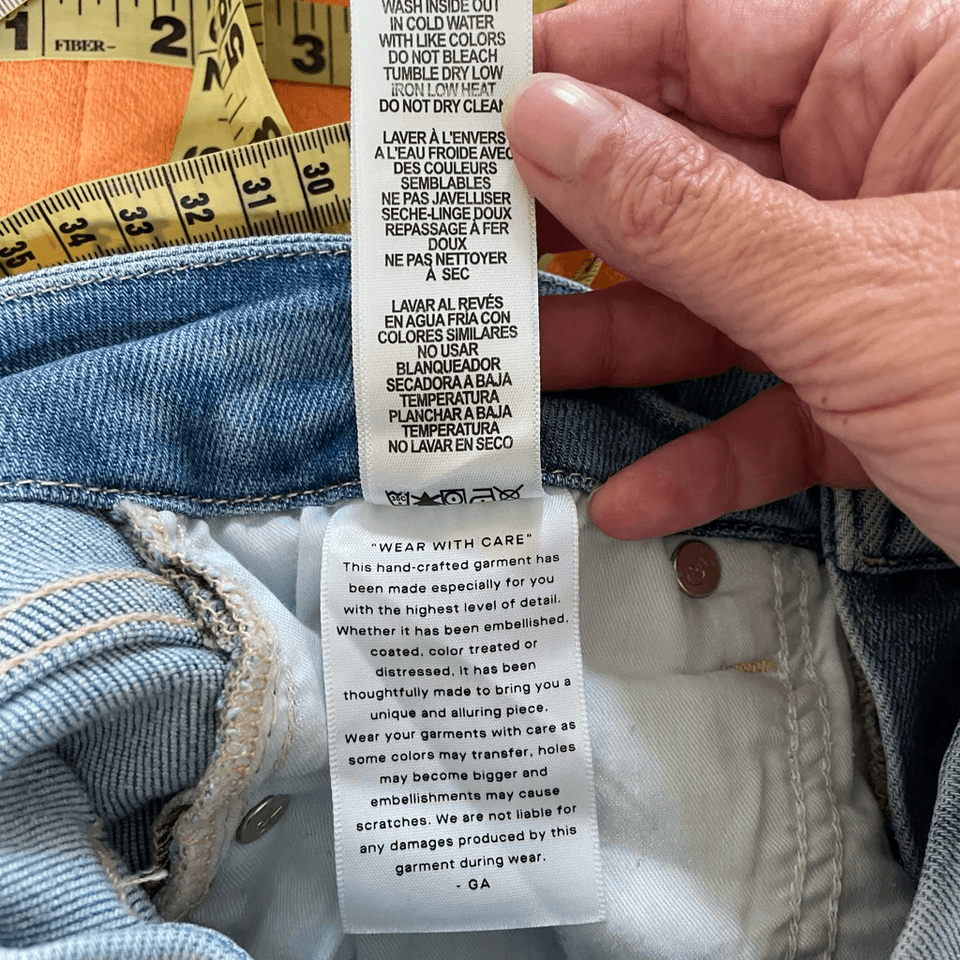 1 FIBER- 2 3
35 34 33 32 31 30
WASH INSIDE OUT
IN COLD WATER
WITH LIKE COLORS
DO NOT BLEACH
TUMBLE DRY LOW
IRON LOW HEAT
DO NOT DRY CLEAN
LAVER À L'ENVERS
A L'EAU FROIDE AVEC
DES COULEURS
SEMBLABLES
NE PAS JAVELLISER
SECHE-LINGE DOUX
REPASSAGE À FER
DOUX
NE PAS NETTOYER
À SEC
LAVAR AL REVÉS
EN AGUA FRIA CON
COLORES SIMILARES
NO USAR
BLANQUEADOR
SECADORA A BAJA
TEMPERATURA
PLANCHAR A BAJA
TEMPERATURA
NO LAVAR EN SECO
"WEAR WITH CARE"
This hand-crafted garment has
been made especially for you
with the highest level of detail.
Whether it has been embellished,
coated, color treated or
distressed, it has been
thoughtfully made to bring you a
unique and alluring piece.
Wear your garments with care as
some colors may transfer, holes
may become bigger and
embellishments may cause
scratches. We are not liable for
any damages produced by this
garment during wear.
- GA